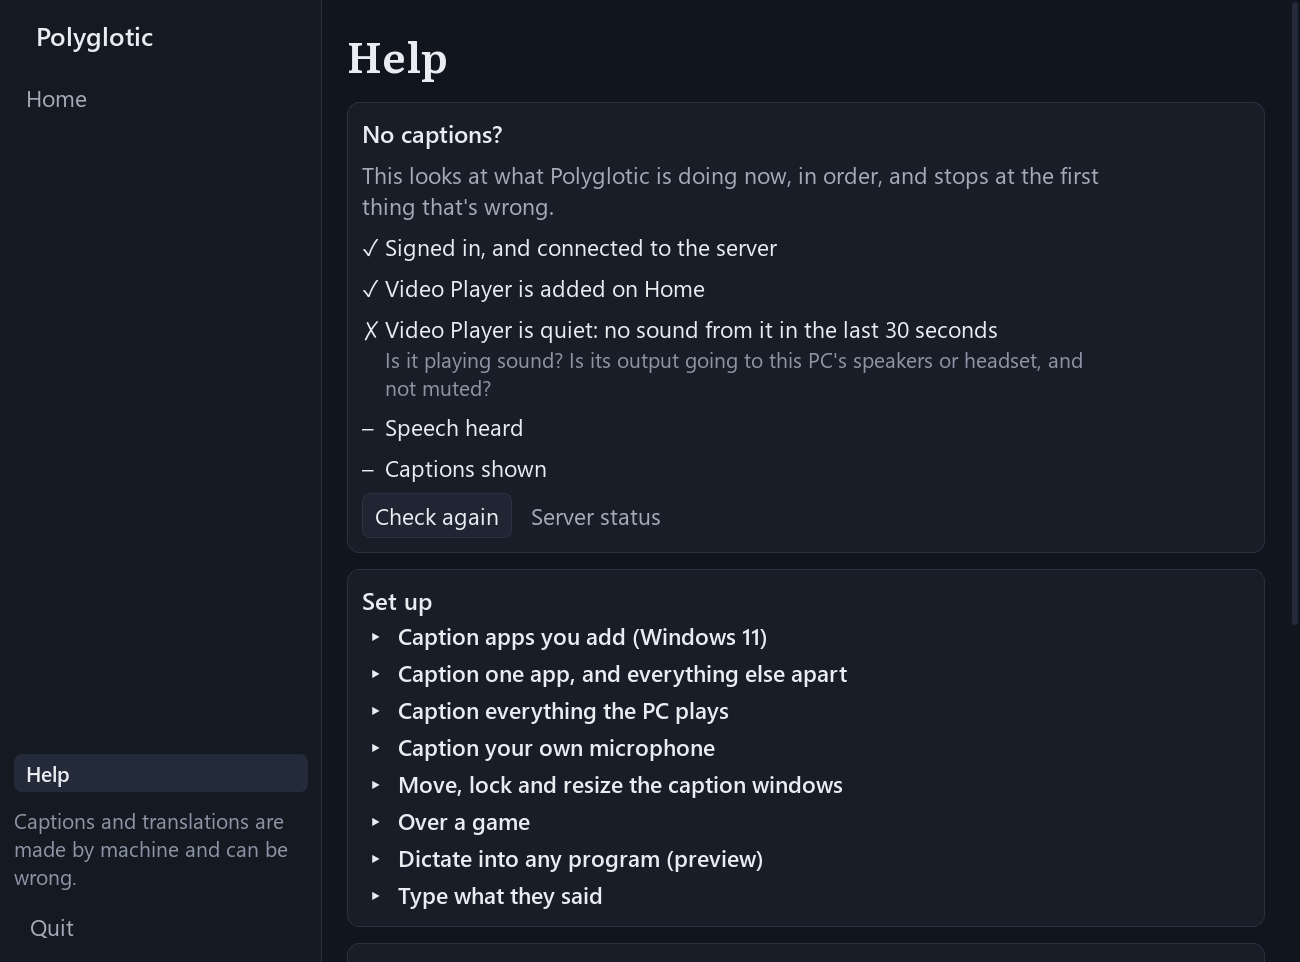 Polyglotic
Home
Help
Captions and translations are
made by machine and can be
wrong.
Quit
Help
No captions?
This looks at what Polyglotic is doing now, in order, and stops at the first
thing that's wrong.
✓ Signed in, and connected to the server
✓ Video Player is added on Home
✗ Video Player is quiet: no sound from it in the last 30 seconds
Is it playing sound? Is its output going to this PC's speakers or headset, and
not muted?
– Speech heard
– Captions shown
Check again
Server status
Set up
▸ Caption apps you add (Windows 11)
▸ Caption one app, and everything else apart
▸ Caption everything the PC plays
▸ Caption your own microphone
▸ Move, lock and resize the caption windows
▸ Over a game
▸ Dictate into any program (preview)
▸ Type what they said